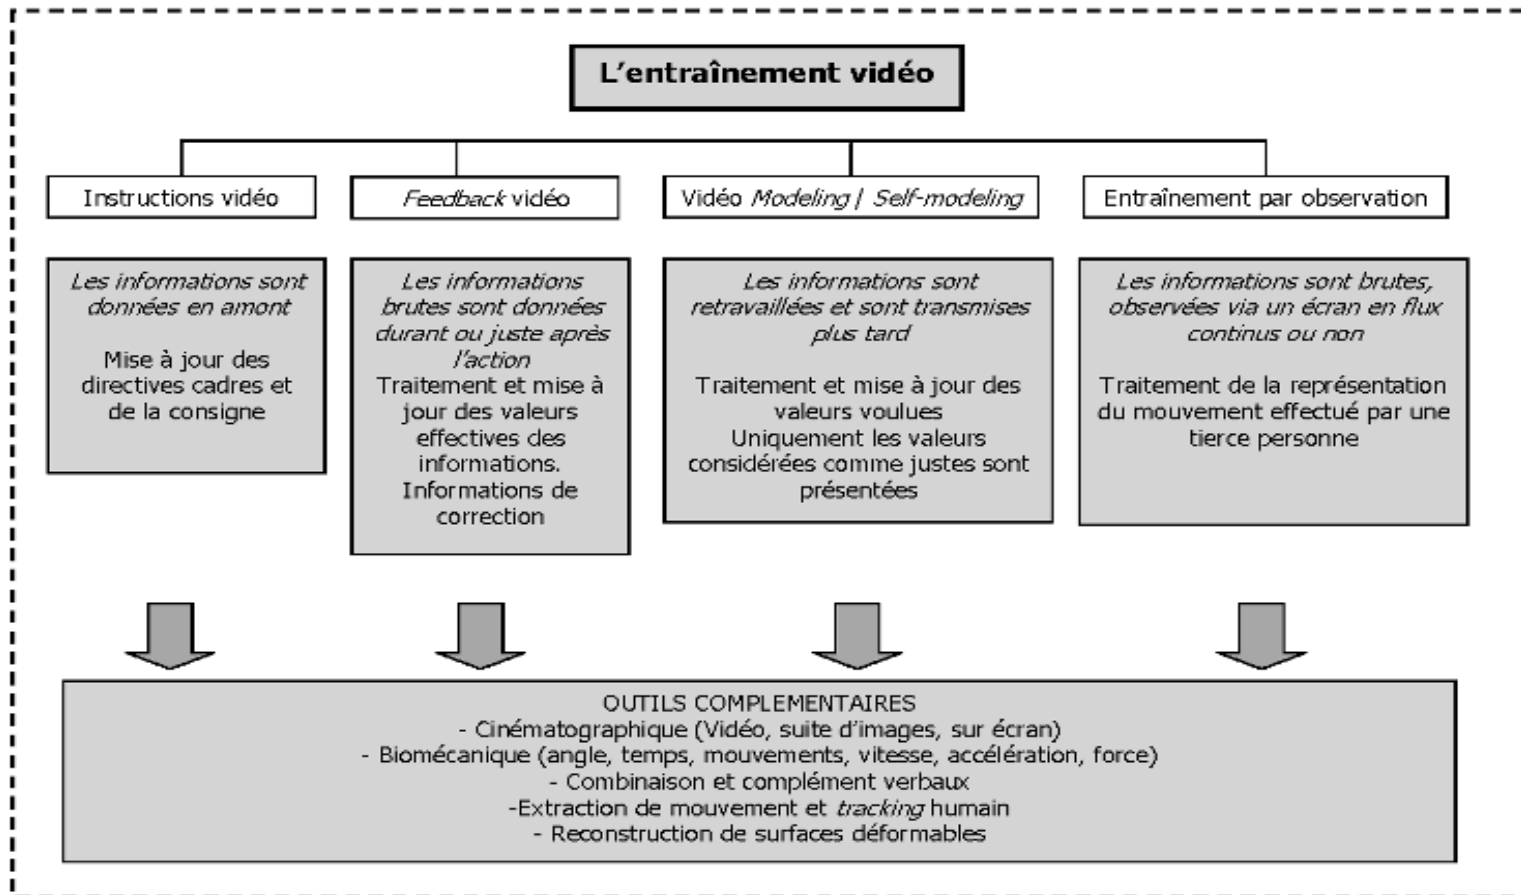 L'entraînement vidéo
Instructions vidéo
Feedback vidéo
Vidéo Modeling / Self-modeling
Entraînement par observation
Les informations sont
données en amont
Mise à jour des
directives cadres et
de la consigne
Les informations
brutes sont données
durant ou juste après
l'action
Traitement et mise à
jour des valeurs
effectives des
informations.
Informations de
correction
Les informations sont
retravaillées et sont transmises
plus tard
Traitement et mise à jour des
valeurs voulues
Uniquement les valeurs
considérées comme justes sont
présentées
Les informations sont brutes,
observées via un écran en flux
continus ou non
Traitement de la représentation
du mouvement effectué par une
tierce personne
OUTILS COMPLEMENTAIRES
- Cinématographique (Vidéo, suite d'images, sur écran)
- Biomécanique (angle, temps, mouvements, vitesse, accélération, force)
- Combinaison et complément verbaux
-Extraction de mouvement et tracking humain
- Reconstruction de surfaces déformables